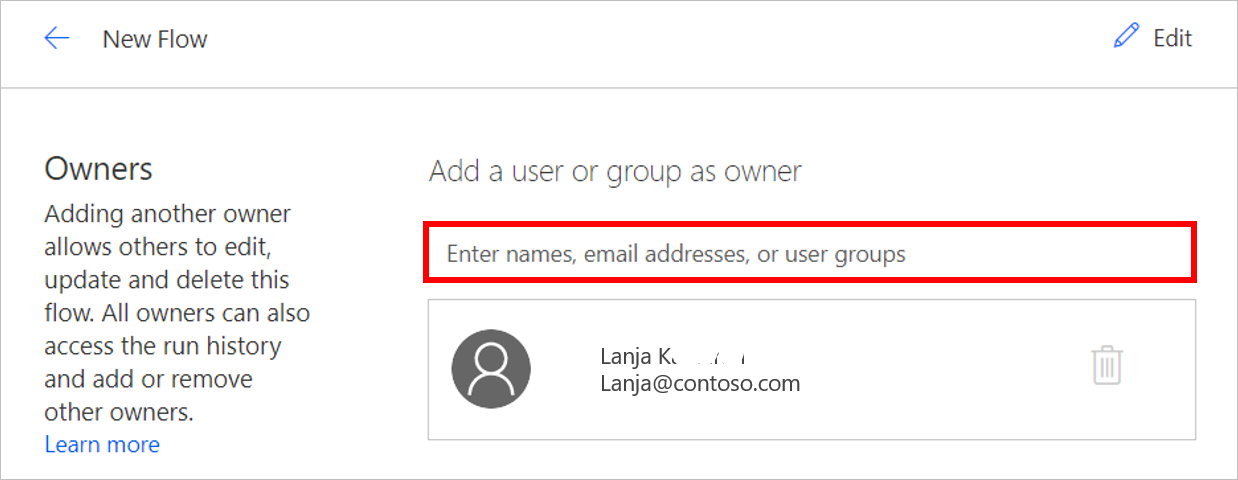 New Flow
Edit
Owners
Adding another owner
allows others to edit,
update and delete this
flow. All owners can also
access the run history
and add or remove
other owners.
Learn more
Add a user or group as owner
Enter names, email addresses, or user groups
Lanja
Lanja@contoso.com